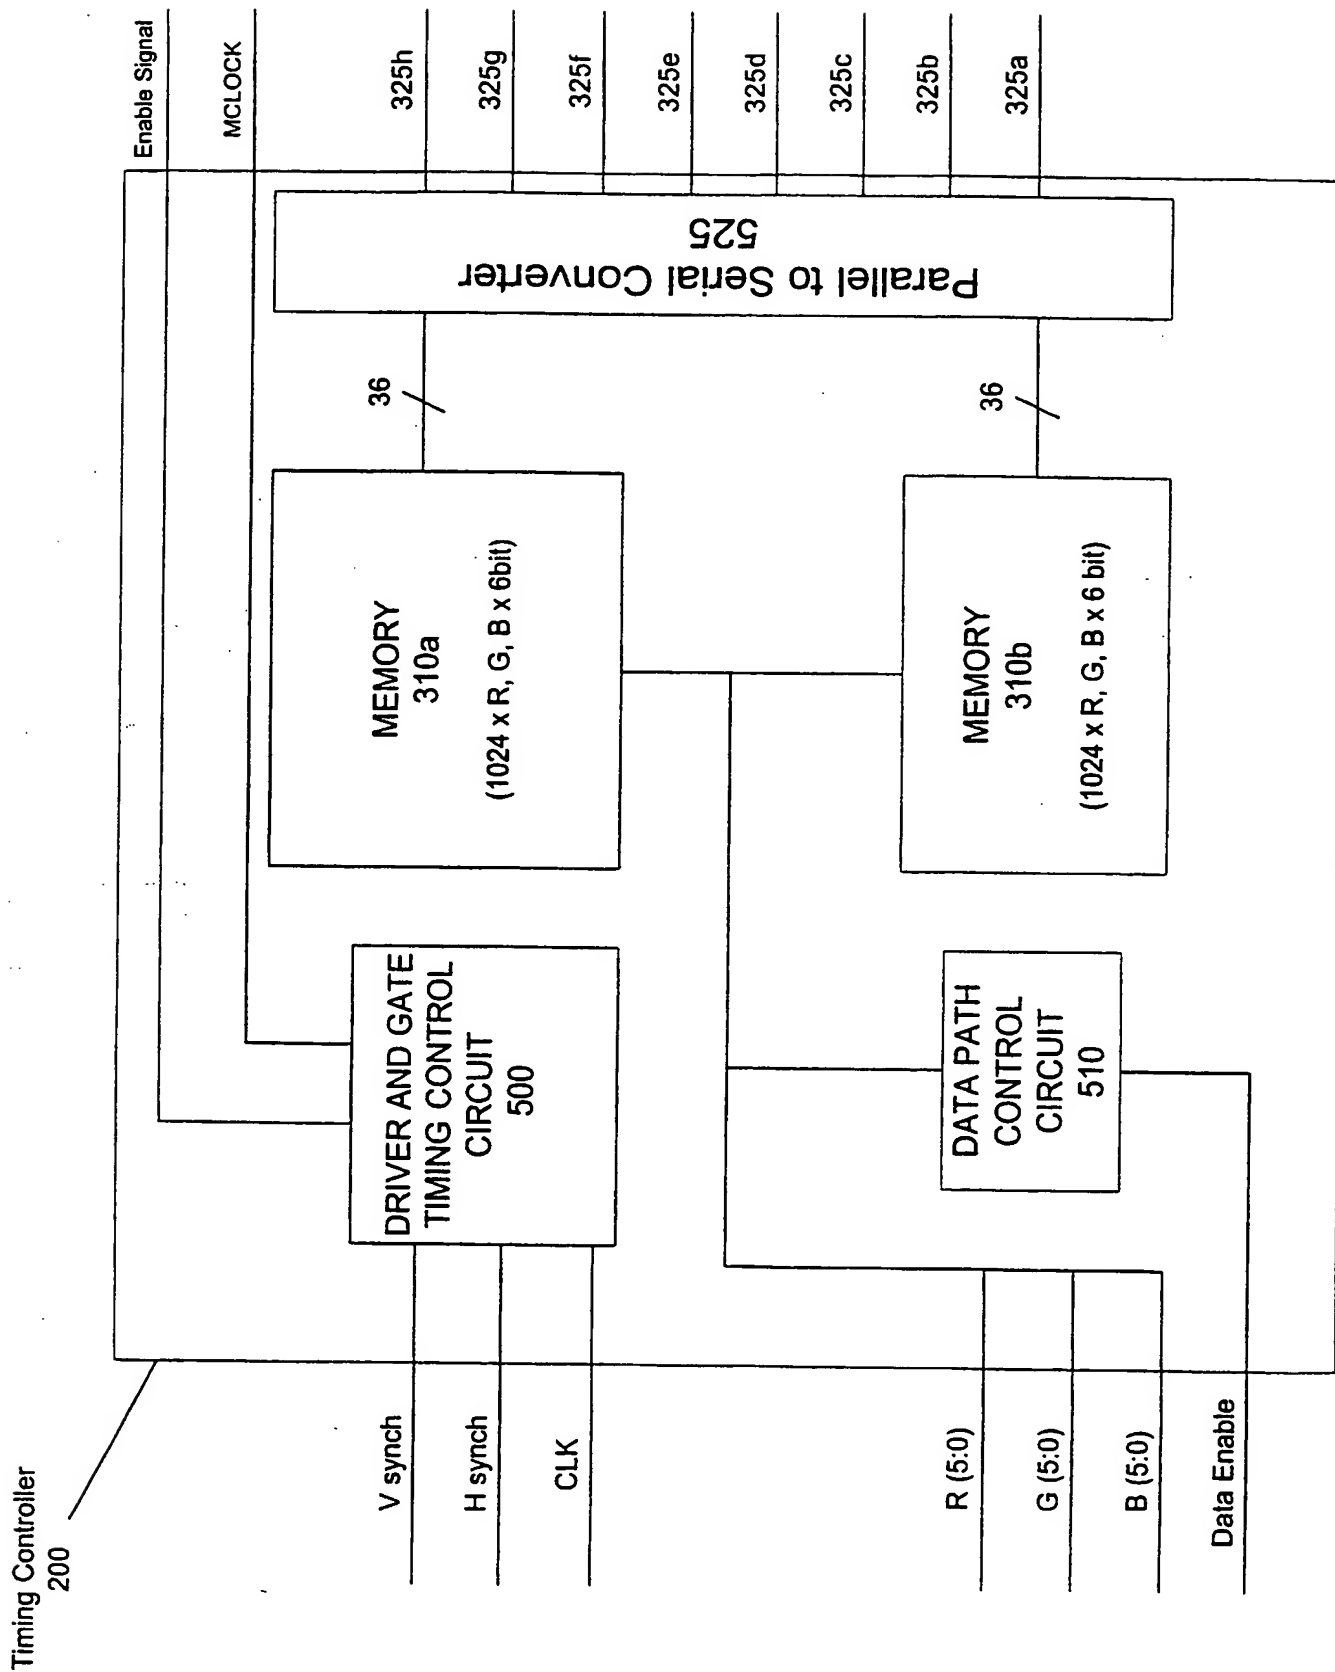 Timing Controller
200
Enable Signal
MCLOCK
325h
325g
325f
325e
325d
325c
325b
325a
Parallel to Serial Converter
525
36
36
MEMORY
310a
(1024 x R, G, B x 6bit)
MEMORY
310b
(1024 x R, G, B x 6 bit)
DRIVER AND GATE
TIMING CONTROL
CIRCUIT
500
DATA PATH
CONTROL
CIRCUIT
510
V synch
H synch
CLK
R (5:0)
G (5:0)
B (5:0)
Data Enable